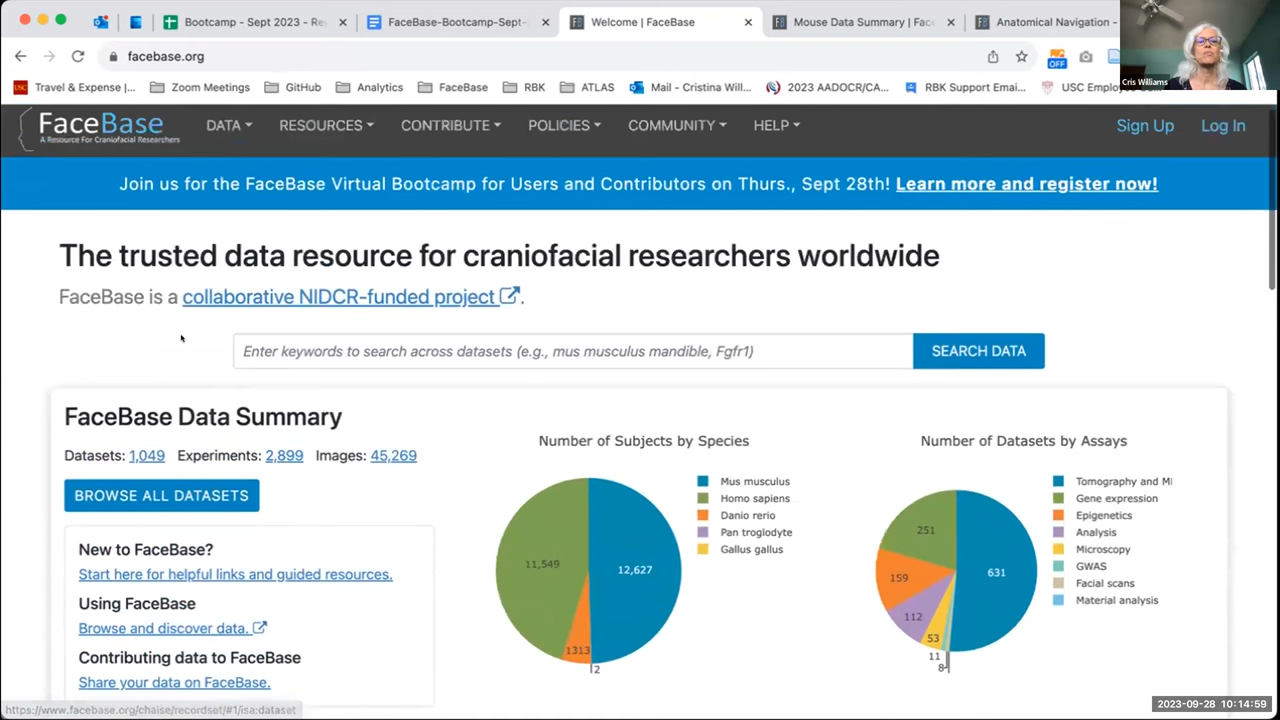 Bootcamp - Sept 2023 - Re
FaceBase-Bootcamp-Sept-
Welcome | FaceBase
Mouse Data Summary | Fac
Anatomical Navigation -
facebase.org
OFF
Cris Williams
Travel & Expense |...
Zoom Meetings
GitHub
Analytics
FaceBase
RBK
ATLAS
Mail - Cristina Will...
2023 AADOCR/CA...
RBK Support Emai...
FaceBase
A Resource For Craniofacial Researchers
DATA
RESOURCES
CONTRIBUTE
POLICIES
COMMUNITY
HELP
Sign Up
Log In
Join us for the FaceBase Virtual Bootcamp for Users and Contributors on Thurs., Sept 28th! Learn more and register now!
The trusted data resource for craniofacial researchers worldwide
FaceBase is a collaborative NIDCR-funded project.
Enter keywords to search across datasets (e.g., mus musculus mandible, Fgfr1)
SEARCH DATA
FaceBase Data Summary
Datasets: 1,049 Experiments: 2,899 Images: 45,269
BROWSE ALL DATASETS
New to FaceBase?
Start here for helpful links and guided resources.
Using FaceBase
Browse and discover data.
Contributing data to FaceBase
Share your data on FaceBase.
Number of Subjects by Species
Mus musculus
Homo sapiens
Danio rerio
Pan troglodyte
Gallus gallus
11,549
12,627
1313
2
Number of Datasets by Assays
Tomography and MI
Gene expression
Epigenetics
Analysis
Microscopy
GWAS
Facial scans
Material analysis
251
631
159
112
53
11
8
https://www.facebase.org/chaise/recordset/#1/isa:dataset
2023-09-28 10:14:59